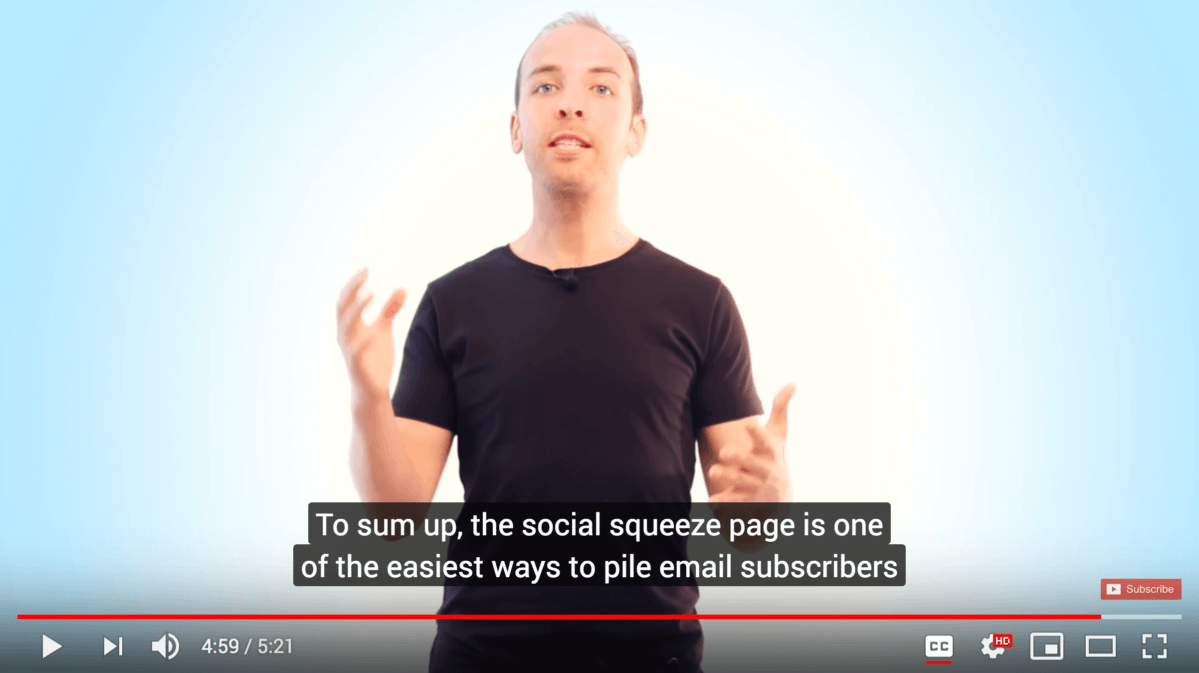 To sum up, the social squeeze page is one
of the easiest ways to pile email subscribers
Subscribe
4:59 / 5:21
CC
HD